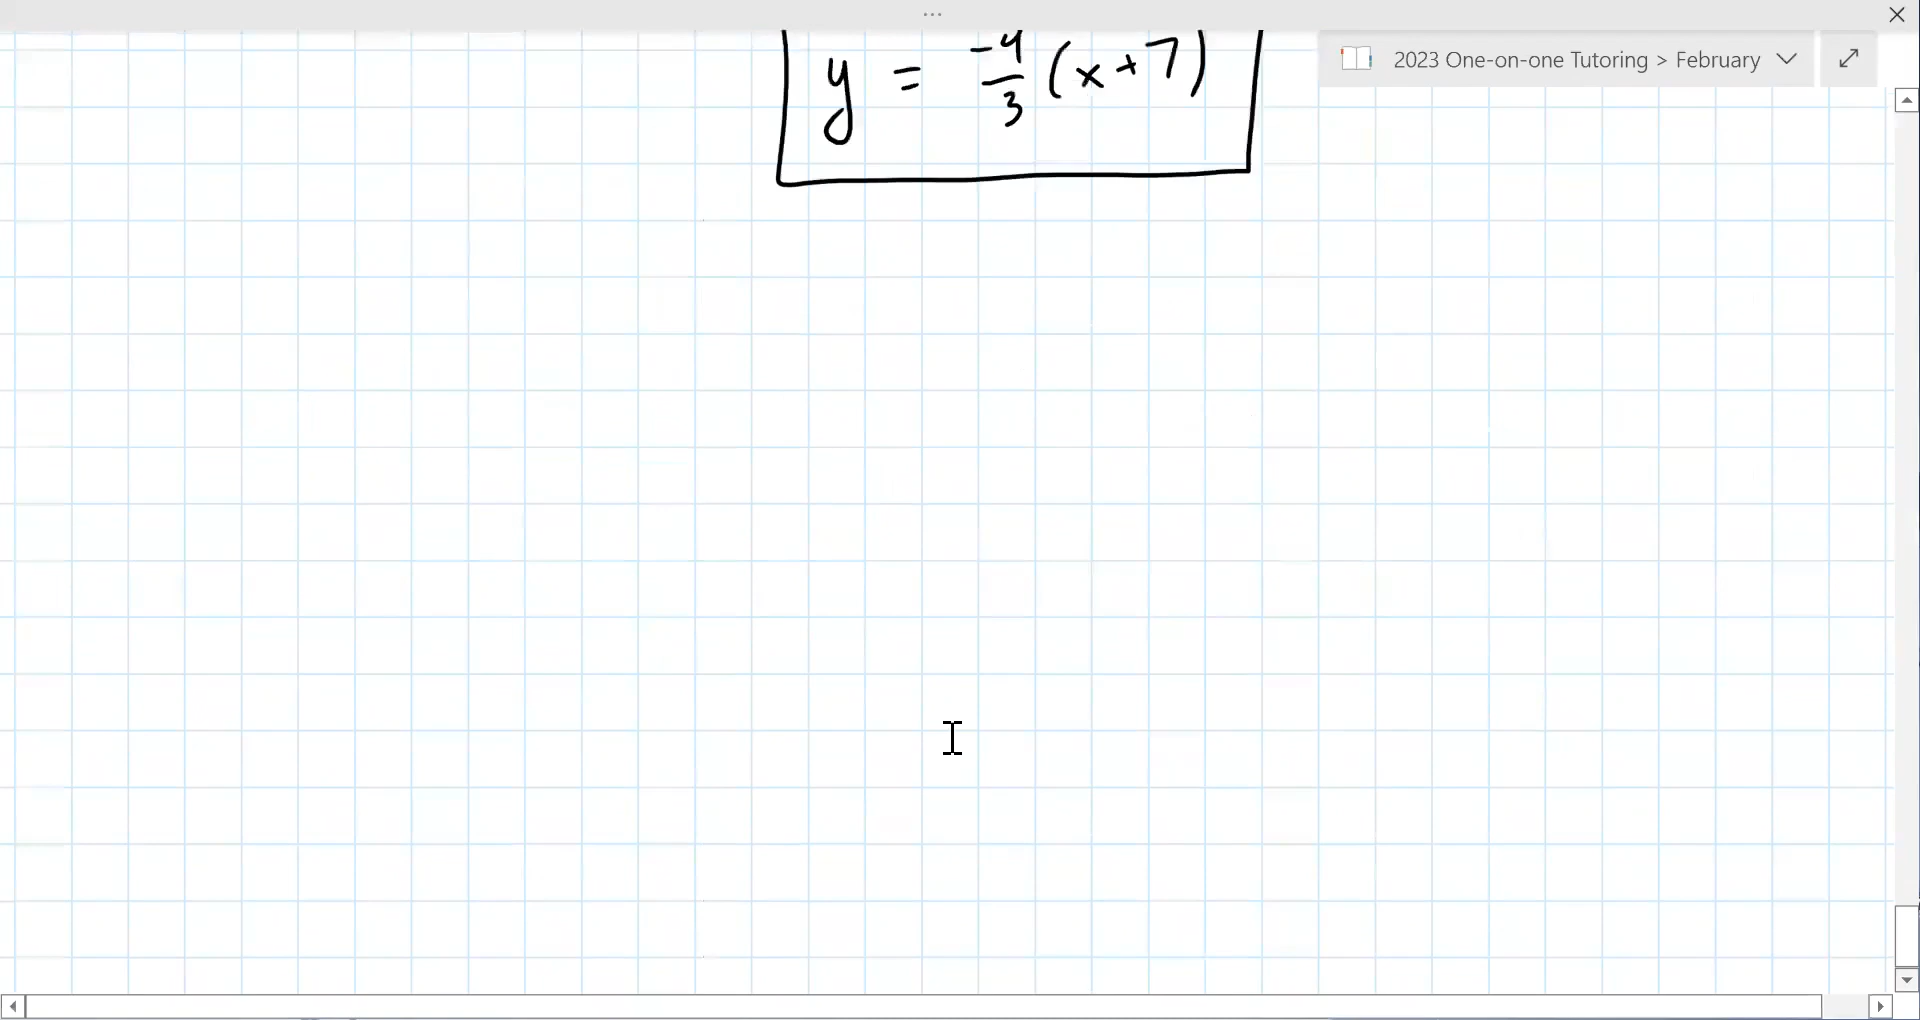 ...
2023 One-on-one Tutoring > February
y = -4/3 (x+7)